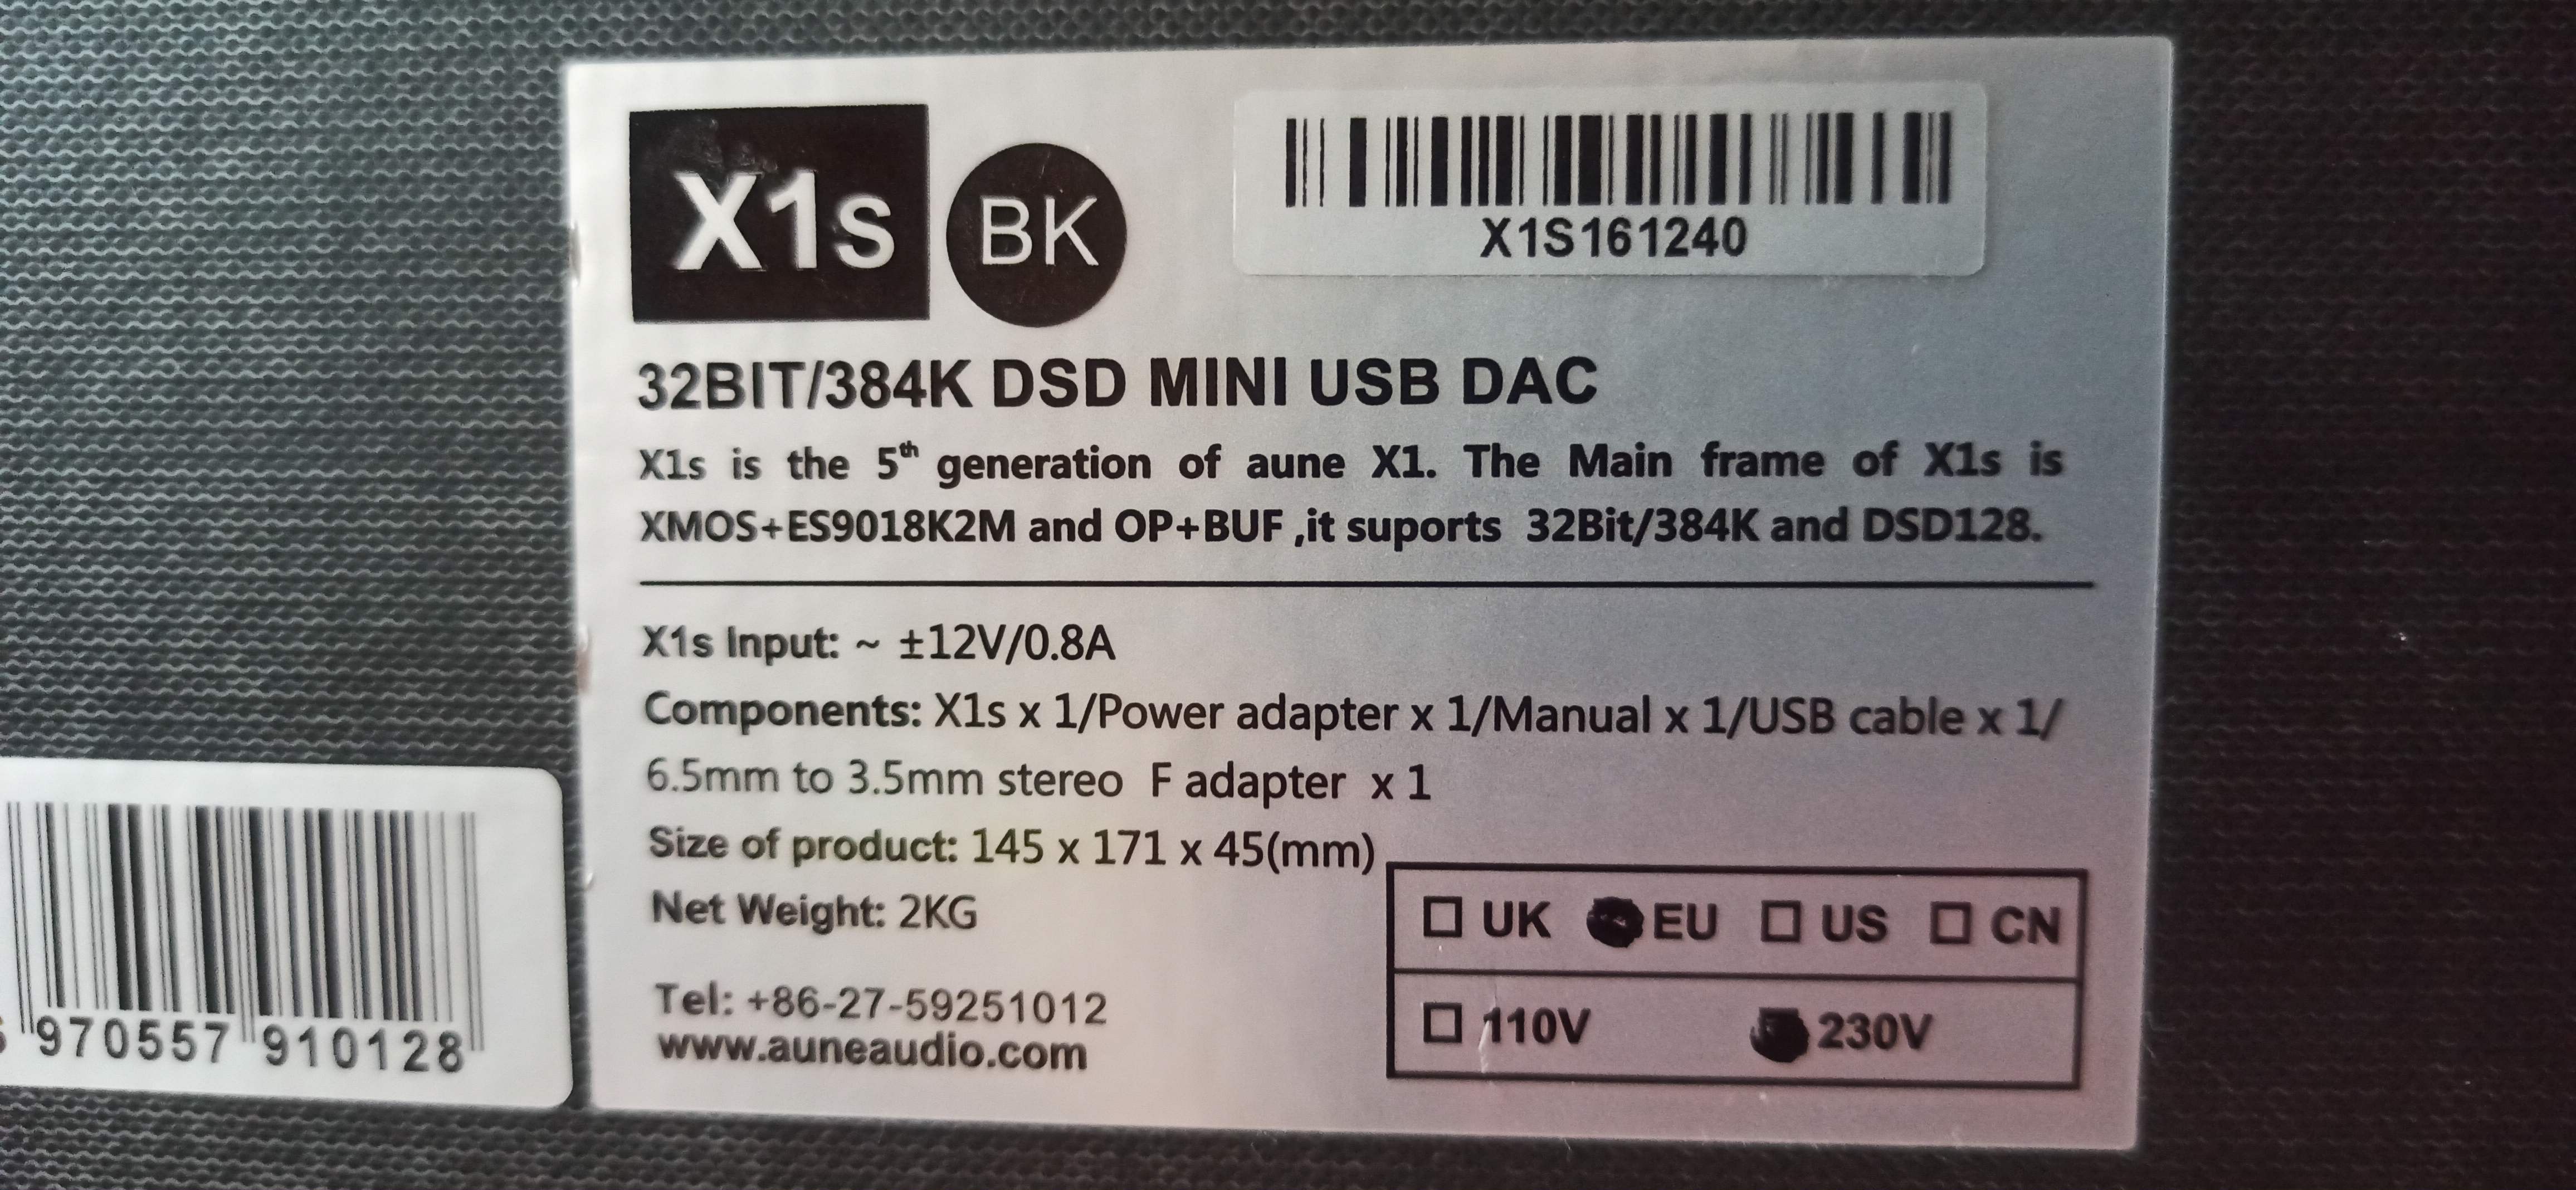 X1s BK
X1S161240
32BIT/384K DSD MINI USB DAC
X1s is the 5th generation of aune X1. The Main frame of X1s is
XMOS+ES9018K2M and OP+BUF ,it suports 32Bit/384K and DSD128.
X1s Input: ~ ±12V/0.8A
Components: X1s x 1/Power adapter x 1/Manual x 1/USB cable x 1/
6.5mm to 3.5mm stereo F adapter x 1
Size of product: 145 x 171 x 45(mm)
Net Weight: 2KG
Tel: +86-27-59251012
www.auneaudio.com
UK EU US CN
110V 230V
970557 910128